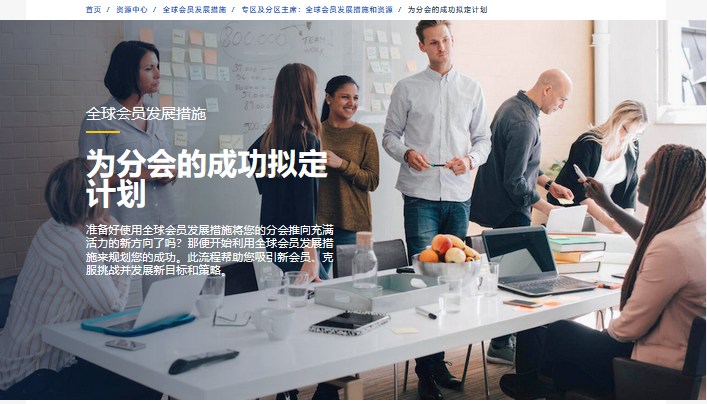 首页 / 资源中心 / 全球会员发展措施 / 专区及分区主席：全球会员发展措施和资源 / 为分会的成功拟定计划
800000
TEAM
WORK
全球会员发展措施
为分会的成功拟定
计划
准备好使用全球会员发展措施将您的分会推向充满
活力的新方向了吗？那便开始利用全球会员发展措
施来规划您的成功。此流程帮助您吸引新会员、克
服挑战并发展新目标和策略。